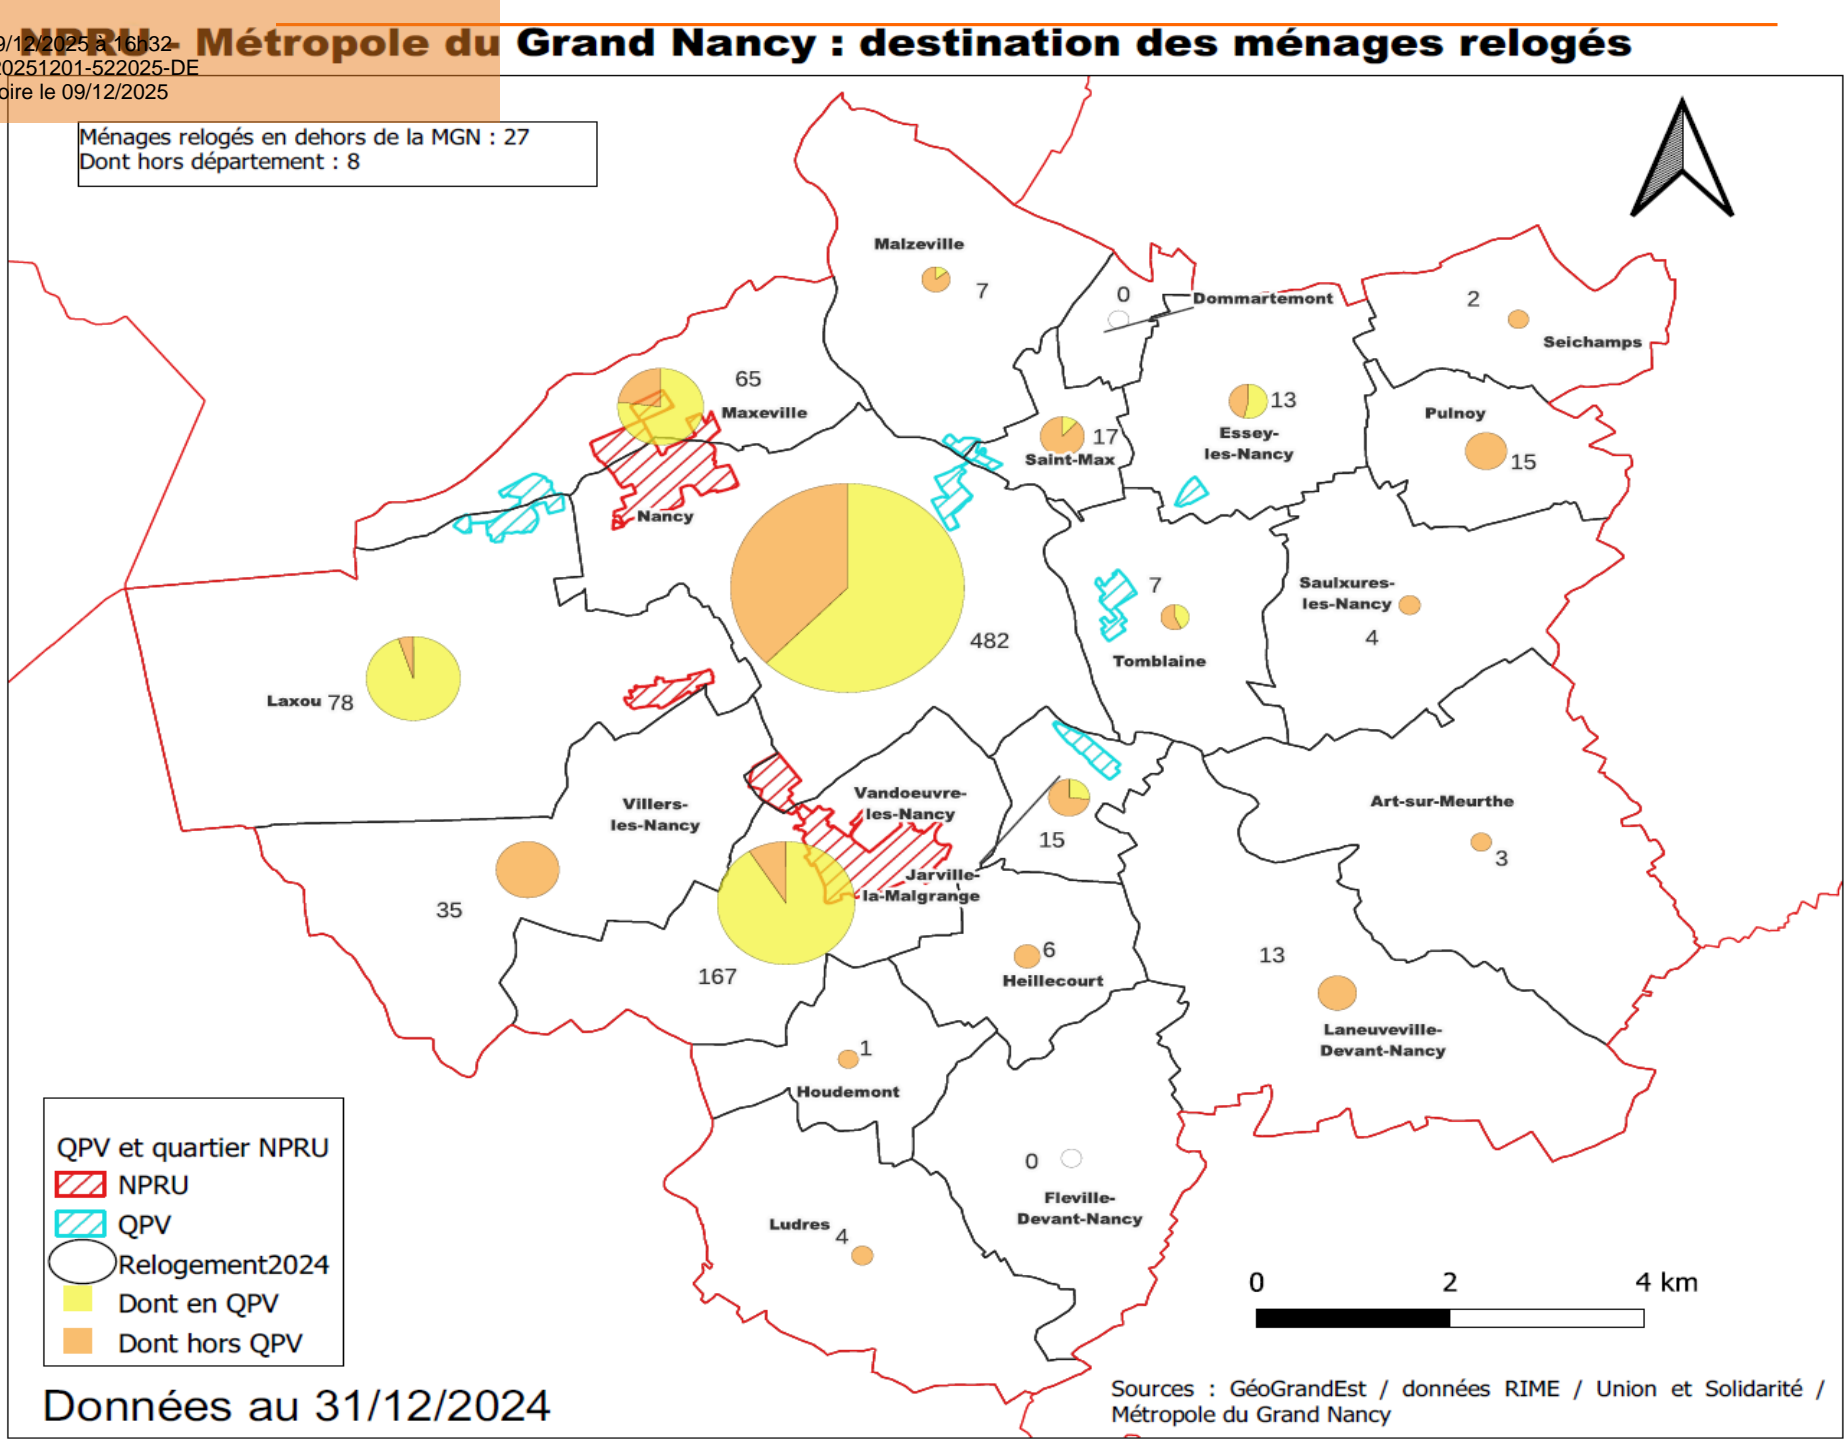 NPRU - Métropole du Grand Nancy : destination des ménages relogés
9/12/2025 à 16h32
20251201-522025-DE
oire le 09/12/2025
Ménages relogés en dehors de la MGN : 27
Dont hors département : 8
Malzeville
7
0
Dommartemont
2
Seichamps
65
Maxeville
13
Essey-
les-Nancy
Pulnoy
15
17
Saint-Max
Nancy
482
7
Tomblaine
Saulxures-
les-Nancy
4
Laxou 78
Villers-
les-Nancy
35
Vandoeuvre-
les-Nancy
15
Jarville-
la-Malgrange
167
Art-sur-Meurthe
3
6
Heillecourt
13
Laneuveville-
Devant-Nancy
1
Houdemont
0
Fleville-
Devant-Nancy
Ludres
4
QPV et quartier NPRU
NPRU
QPV
Relogement2024
Dont en QPV
Dont hors QPV
0 2 4 km
Données au 31/12/2024
Sources : GéoGrandEst / données RIME / Union et Solidarité /
Métropole du Grand Nancy